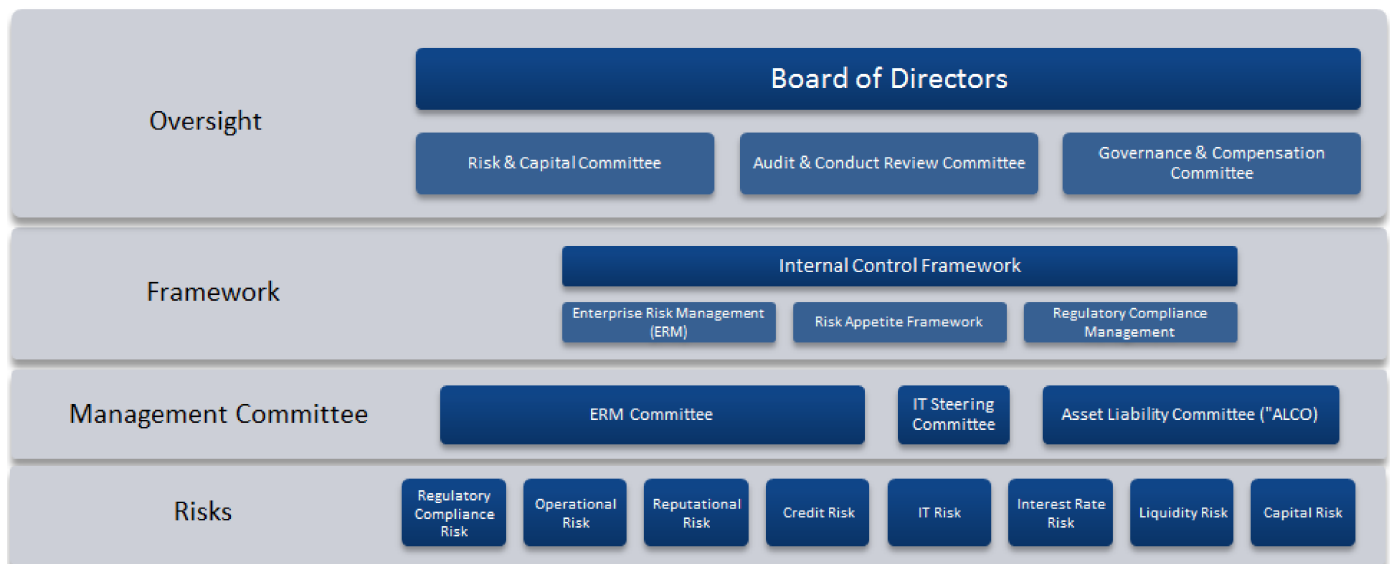 Oversight
Board of Directors
Risk & Capital Committee
Audit & Conduct Review Committee
Governance & Compensation
Committee
Framework
Internal Control Framework
Enterprise Risk Management
(ERM)
Risk Appetite Framework
Regulatory Compliance
Management
Management Committee
ERM Committee
IT Steering
Committee
Asset Liability Committee ("ALCO)
Risks
Regulatory
Compliance
Risk
Operational
Risk
Reputational
Risk
Credit Risk
IT Risk
Interest Rate
Risk
Liquidity Risk
Capital Risk